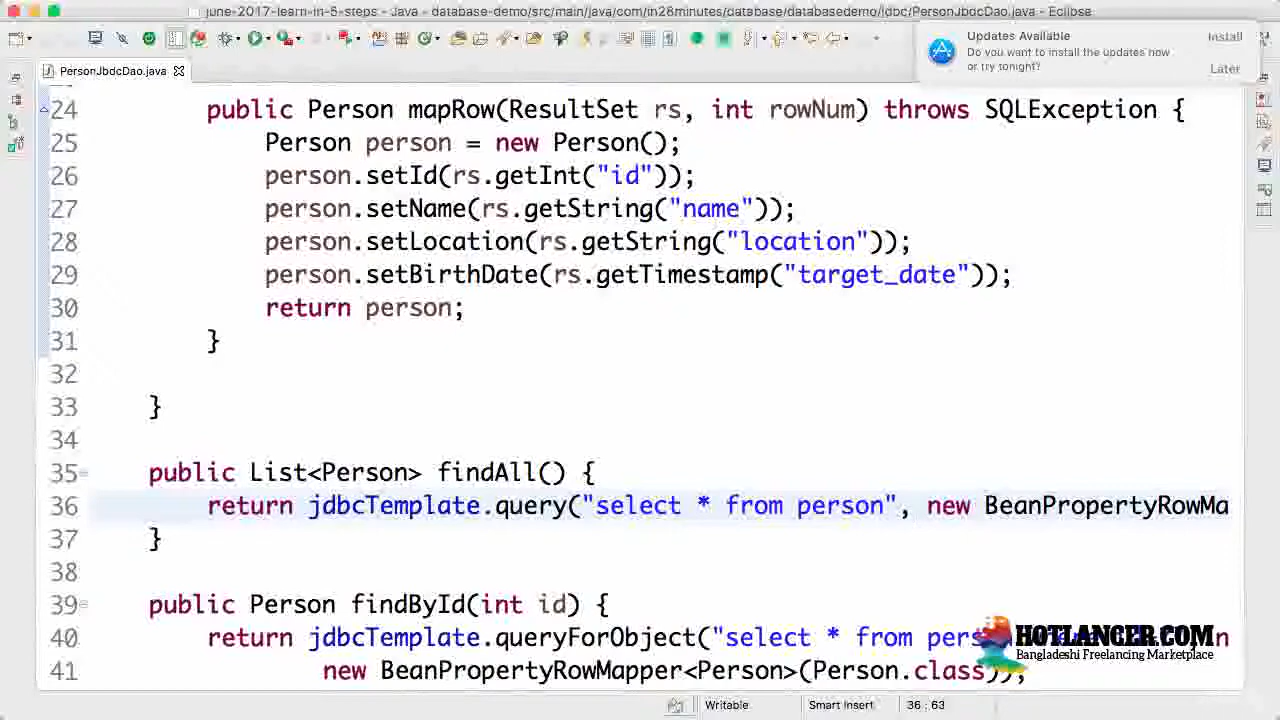 june-2017-learn-in-5-steps - Java - database-demo/src/main/java/com/in28minutes/database/databasedemo/jdbc/PersonJbdcDao.java - Eclipse
Updates Available
Do you want to install the updates now
or try tonight?
Install
Later
PersonJbdcDao.java
24 public Person mapRow(ResultSet rs, int rowNum) throws SQLException {
25 Person person = new Person();
26 person.setId(rs.getInt("id"));
27 person.setName(rs.getString("name"));
28 person.setLocation(rs.getString("location"));
29 person.setBirthDate(rs.getTimestamp("target_date"));
30 return person;
31 }
32
33 }
34
35 public List<Person> findAll() {
36 return jdbcTemplate.query("select * from person", new BeanPropertyRowMa
37 }
38
39 public Person findById(int id) {
40 return jdbcTemplate.queryForObject("select * from pers
41 new BeanPropertyRowMapper<Person>(Person.class));
HOTLANCER.COM
Bangladeshi Freelancing Marketplace
Writable Smart Insert 36 : 63